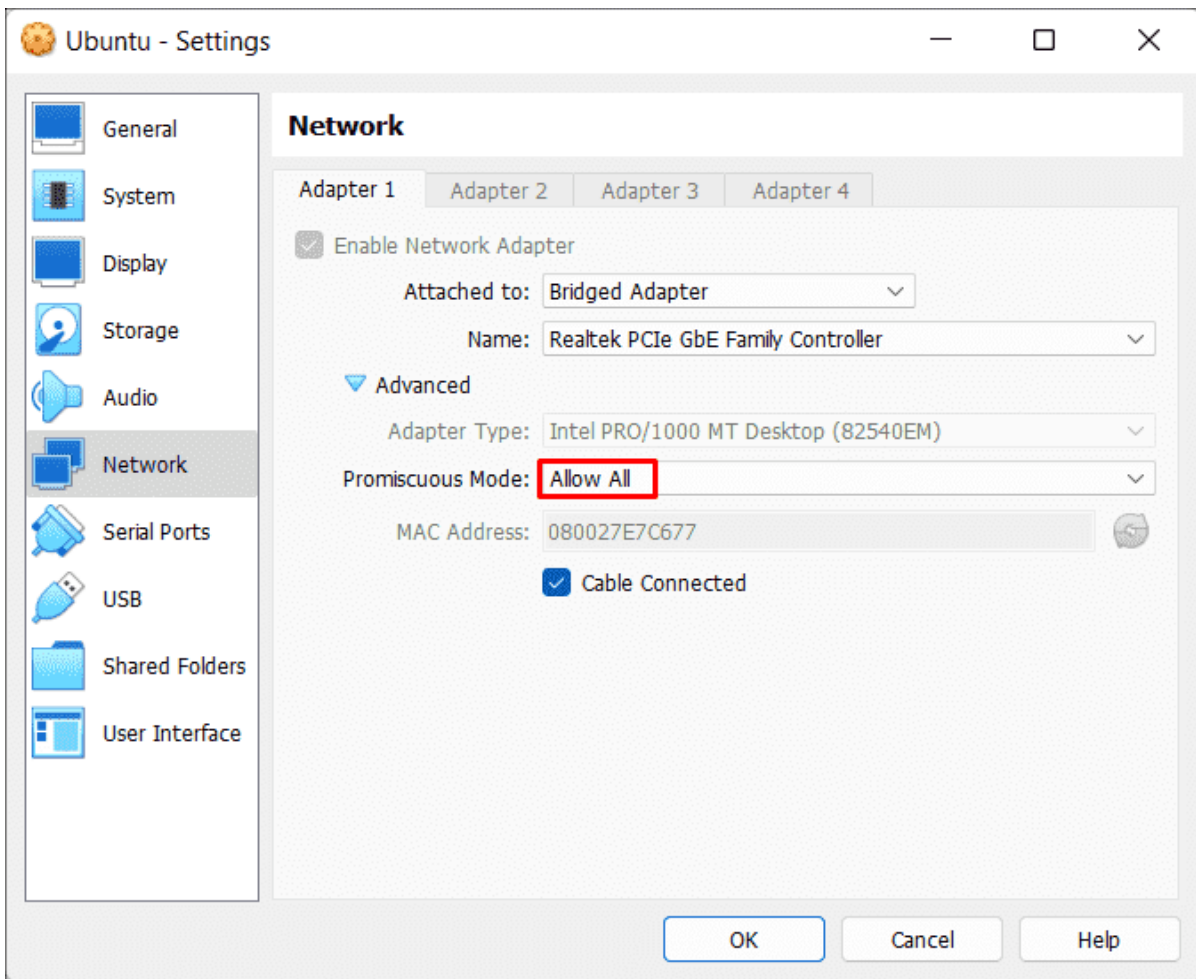 Ubuntu - Settings
General
System
Display
Storage
Audio
Network
Serial Ports
USB
Shared Folders
User Interface
Network
Adapter 1 Adapter 2 Adapter 3 Adapter 4
Enable Network Adapter
Attached to: Bridged Adapter
Name: Realtek PCIe GbE Family Controller
Advanced
Adapter Type: Intel PRO/1000 MT Desktop (82540EM)
Promiscuous Mode: Allow All
MAC Address: 080027E7C677
Cable Connected
OK Cancel Help